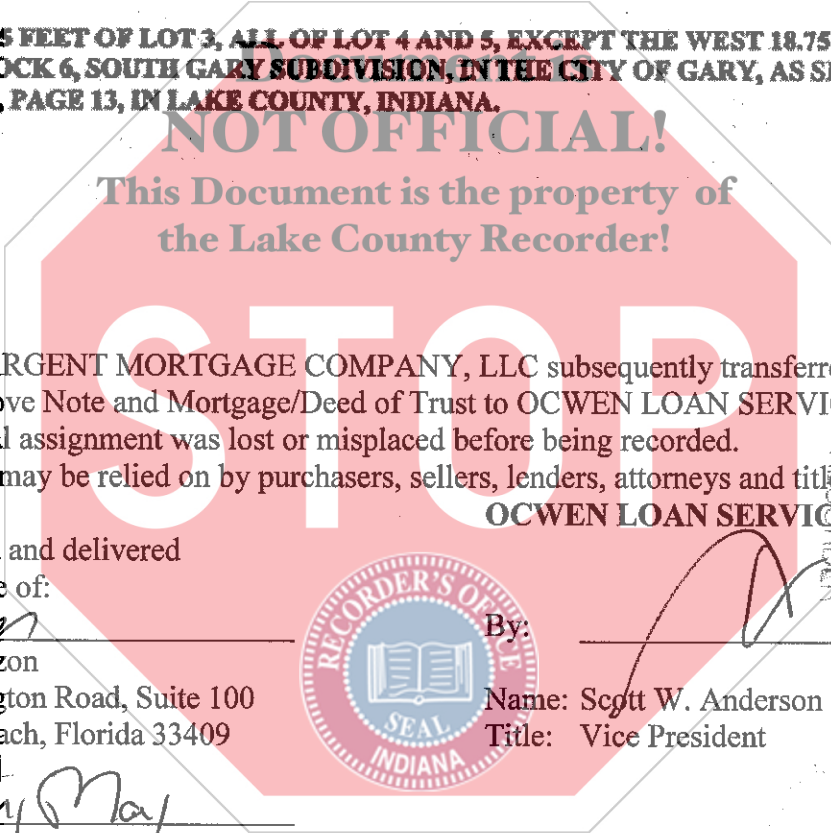 5 FEET OF LOT 3, ALL OF LOT 4 AND 5, EXCEPT THE WEST 18.75
OCK 6, SOUTH GARY SUBDIVISION, IN THE CITY OF GARY, AS S
, PAGE 13, IN LAKE COUNTY, INDIANA.
Document is
NOT OFFICIAL!
This Document is the property of
the Lake County Recorder!
STOP
RGENT MORTGAGE COMPANY, LLC subsequently transferre
ove Note and Mortgage/Deed of Trust to OCWEN LOAN SERVI
l assignment was lost or misplaced before being recorded.
may be relied on by purchasers, sellers, lenders, attorneys and titl
OCWEN LOAN SERVIC
and delivered
e of:
By:
zon
gton Road, Suite 100
Name: Scott W. Anderson
ach, Florida 33409
Title: Vice President
RECORDER'S OFFICE
SEAL
INDIANA
May